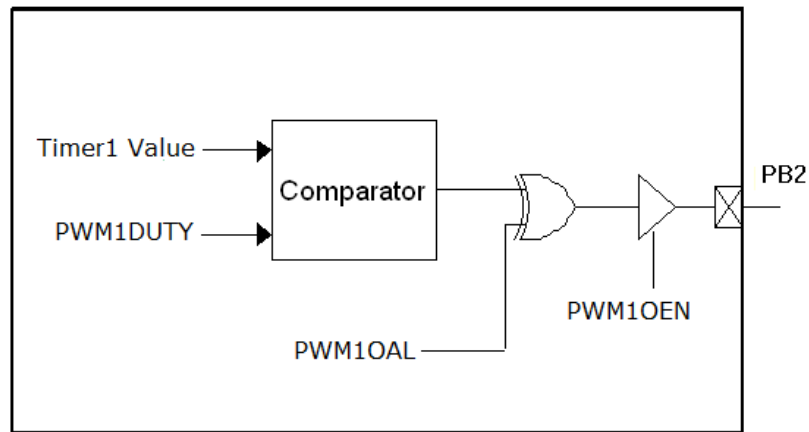 Timer1 Value
Comparator
PWM1DUTY
PB2
PWM1OEN
PWM1OAL